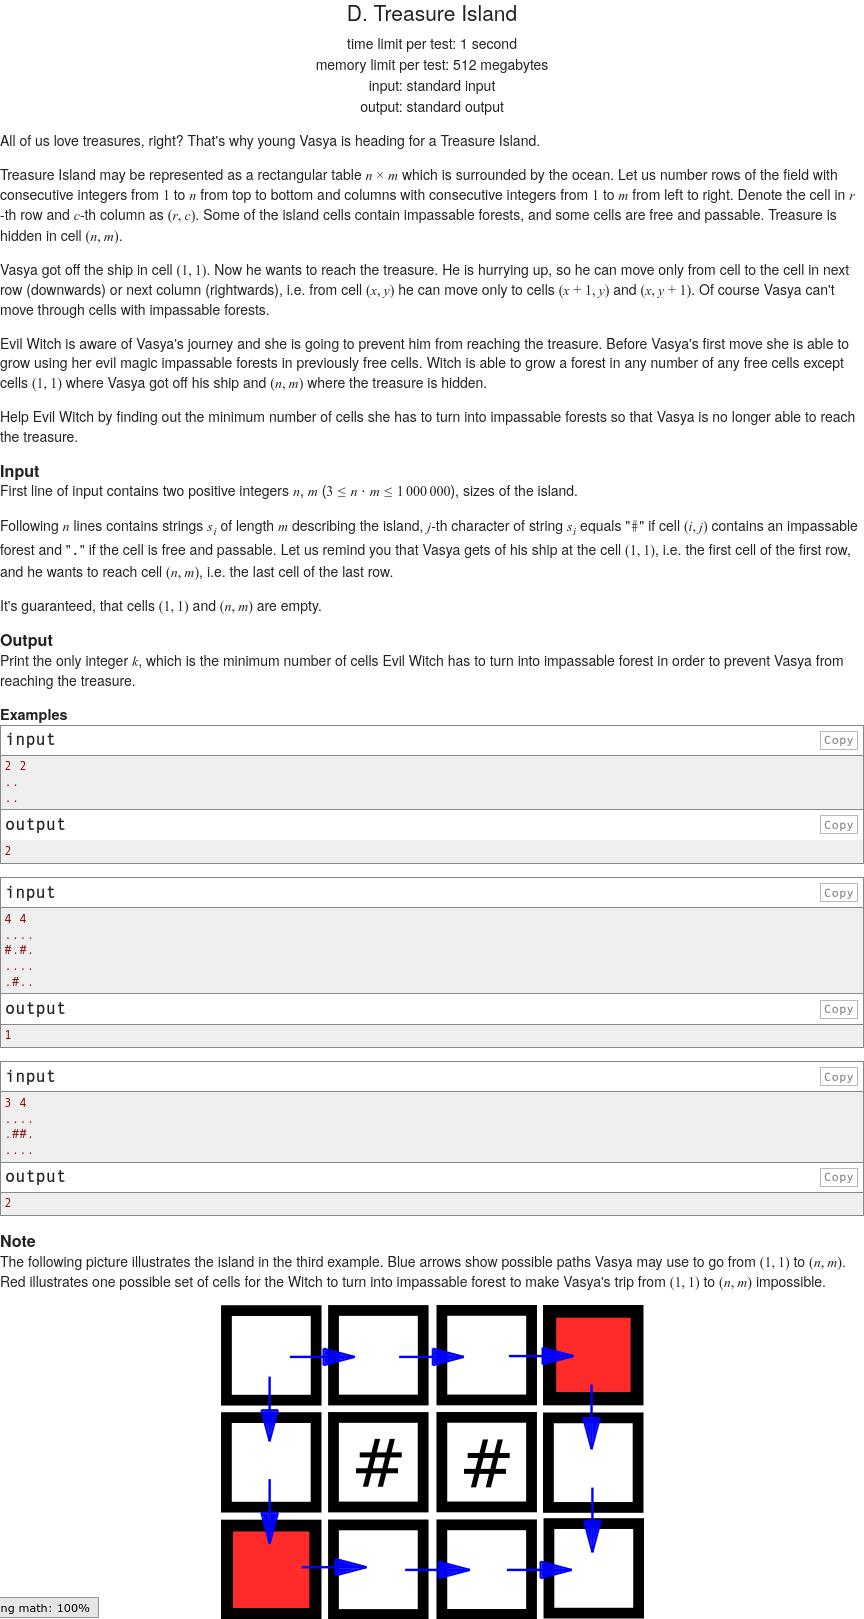 D. Treasure Island
time limit per test: 1 second
memory limit per test: 512 megabytes
input: standard input
output: standard output
All of us love treasures, right? That's why young Vasya is heading for a Treasure Island.
Treasure Island may be represented as a rectangular table n × m which is surrounded by the ocean. Let us number rows of the field with
consecutive integers from 1 to n from top to bottom and columns with consecutive integers from 1 to m from left to right. Denote the cell in r
-th row and c-th column as (r, c). Some of the island cells contain impassable forests, and some cells are free and passable. Treasure is
hidden in cell (n, m).
Vasya got off the ship in cell (1, 1). Now he wants to reach the treasure. He is hurrying up, so he can move only from cell to the cell in next
row (downwards) or next column (rightwards), i.e. from cell (x, y) he can move only to cells (x + 1, y) and (x, y + 1). Of course Vasya can't
move through cells with impassable forests.
Evil Witch is aware of Vasya's journey and she is going to prevent him from reaching the treasure. Before Vasya's first move she is able to
grow using her evil magic impassable forests in previously free cells. Witch is able to grow a forest in any number of any free cells except
cells (1, 1) where Vasya got off his ship and (n, m) where the treasure is hidden.
Help Evil Witch by finding out the minimum number of cells she has to turn into impassable forests so that Vasya is no longer able to reach
the treasure.
Input
First line of input contains two positive integers n, m (3 ≤ n · m ≤ 1 000 000), sizes of the island.
Following n lines contains strings s_i of length m describing the island, j-th character of string s_i equals "#" if cell (i, j) contains an impassable
forest and "." if the cell is free and passable. Let us remind you that Vasya gets of his ship at the cell (1, 1), i.e. the first cell of the first row,
and he wants to reach cell (n, m), i.e. the last cell of the last row.
It's guaranteed, that cells (1, 1) and (n, m) are empty.
Output
Print the only integer k, which is the minimum number of cells Evil Witch has to turn into impassable forest in order to prevent Vasya from
reaching the treasure.
Examples
input Copy
2 2
..
..
output Copy
2
input Copy
4 4
....
#.#.
....
.#..
output Copy
1
input Copy
3 4
....
.##.
....
output Copy
2
Note
The following picture illustrates the island in the third example. Blue arrows show possible paths Vasya may use to go from (1, 1) to (n, m).
Red illustrates one possible set of cells for the Witch to turn into impassable forest to make Vasya's trip from (1, 1) to (n, m) impossible.
# #
ng math: 100%